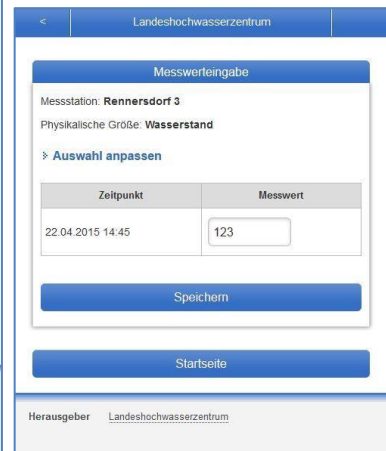 < Landeshochwasserzentrum
Messwerteingabe
Messstation: Rennersdorf 3
Physikalische Größe: Wasserstand
Auswahl anpassen
Zeitpunkt Messwert
22.04.2015 14:45 123
Speichern
Startseite
Herausgeber Landeshochwasserzentrum